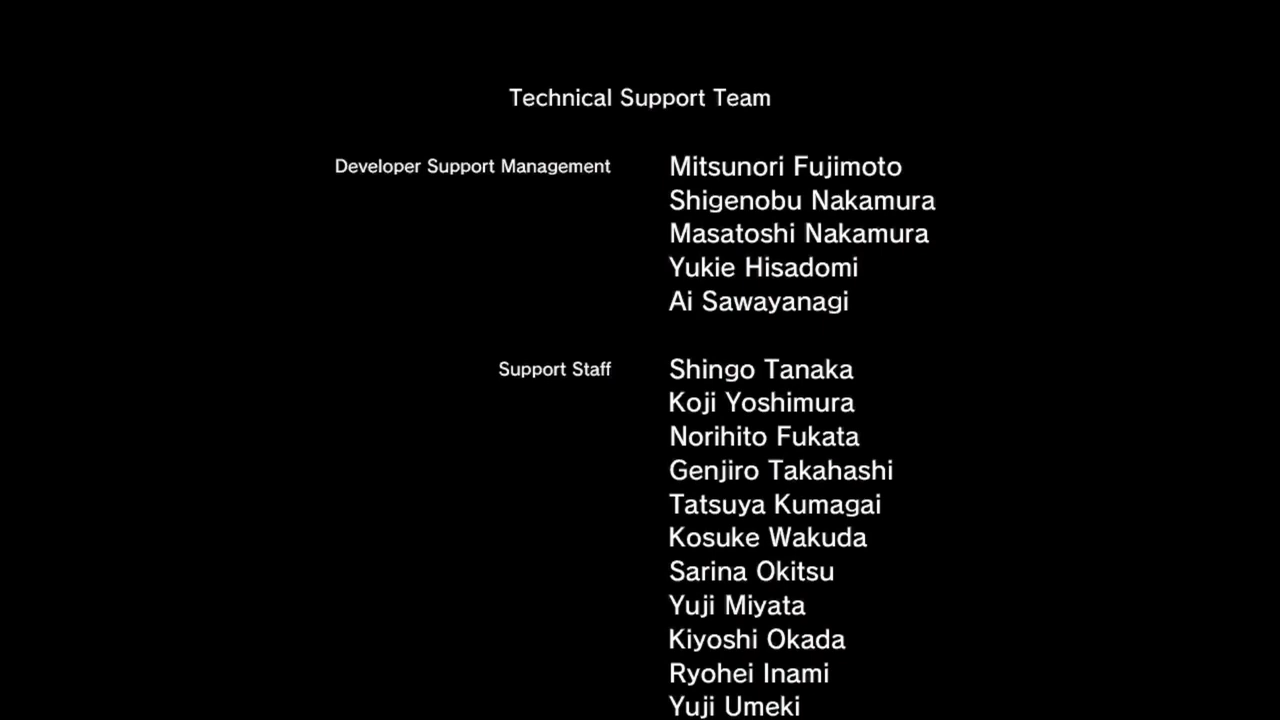 Technical Support Team
Developer Support Management Mitsunori Fujimoto
Shigenobu Nakamura
Masatoshi Nakamura
Yukie Hisadomi
Ai Sawayanagi
Support Staff Shingo Tanaka
Koji Yoshimura
Norihito Fukata
Genjiro Takahashi
Tatsuya Kumagai
Kosuke Wakuda
Sarina Okitsu
Yuji Miyata
Kiyoshi Okada
Ryohei Inami
Yuji Umeki